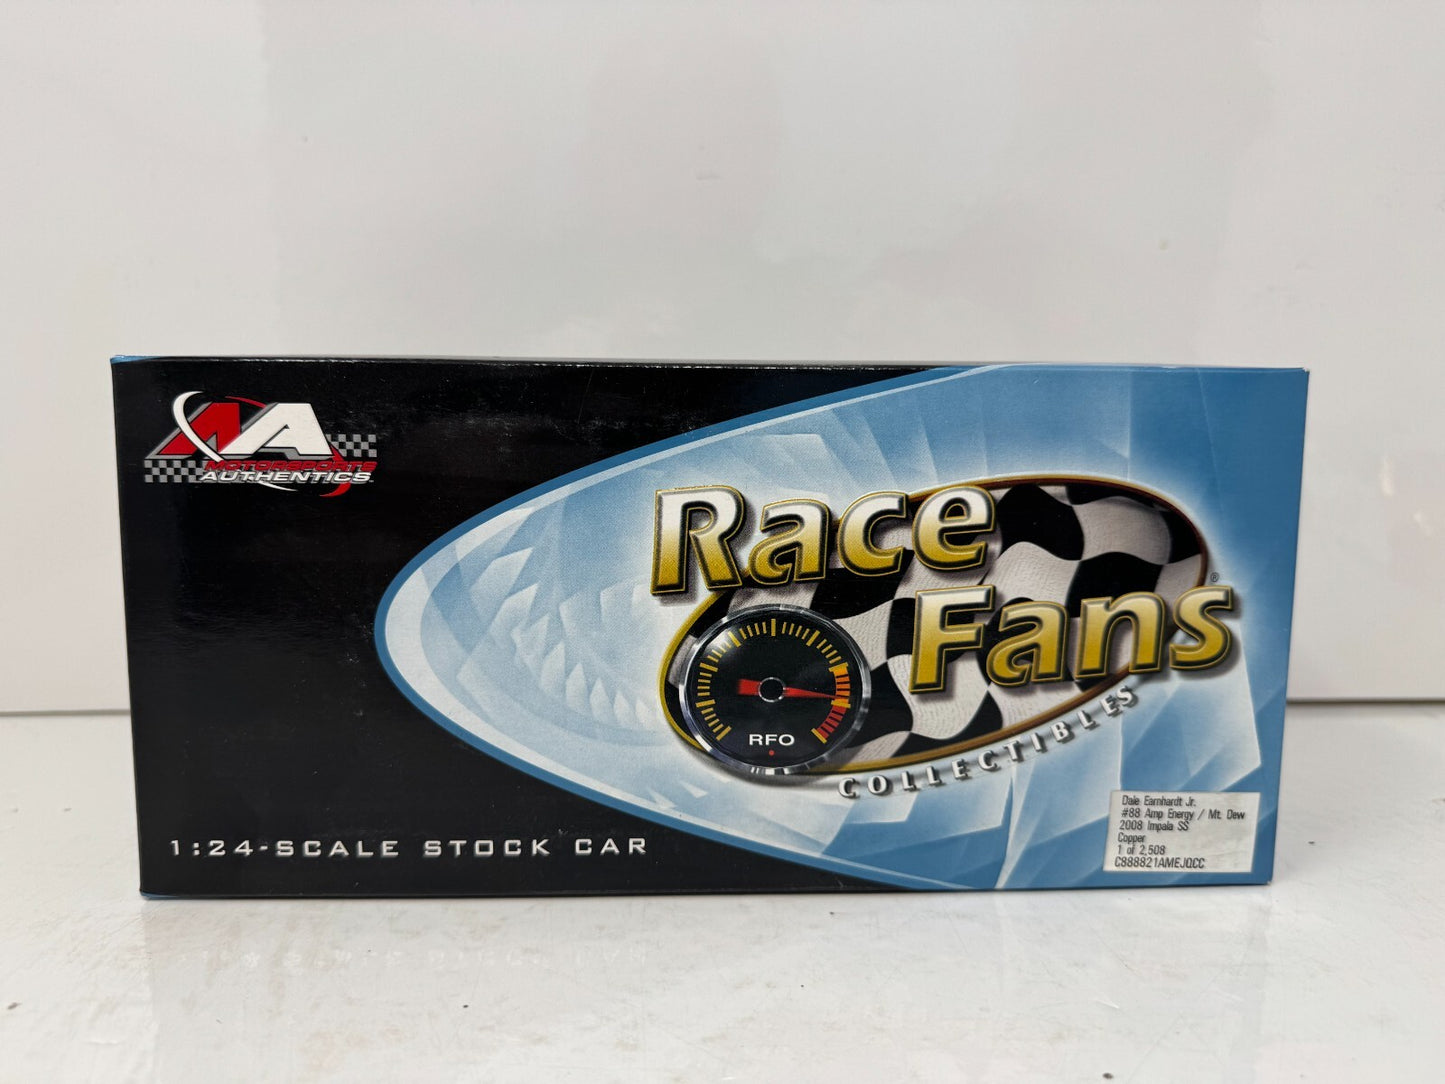 MOTORSPORTS
AUTHENTICS
Race
Fans®
RFO
COLLECTIBLES
1:24-SCALE STOCK CAR
Dale Earnhardt Jr.
#88 Amp Energy / Mt. Dew
2008 Impala SS
Copper
1 of 2,508
C888821AMEJQCC